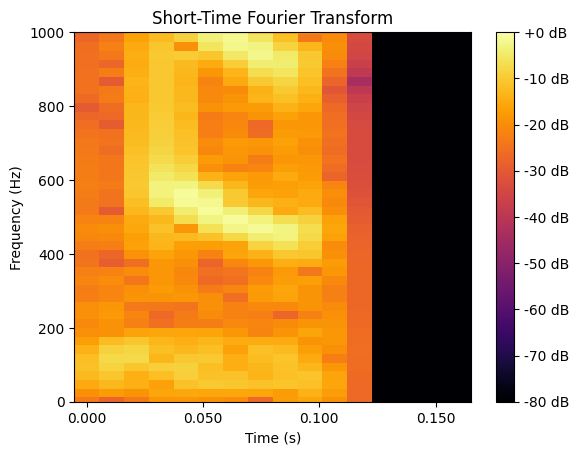 Short-Time Fourier Transform
1000
800
600
400
200
0
Frequency (Hz)
0.000
0.050
0.100
0.150
Time (s)
+0 dB
-10 dB
-20 dB
-30 dB
-40 dB
-50 dB
-60 dB
-70 dB
-80 dB